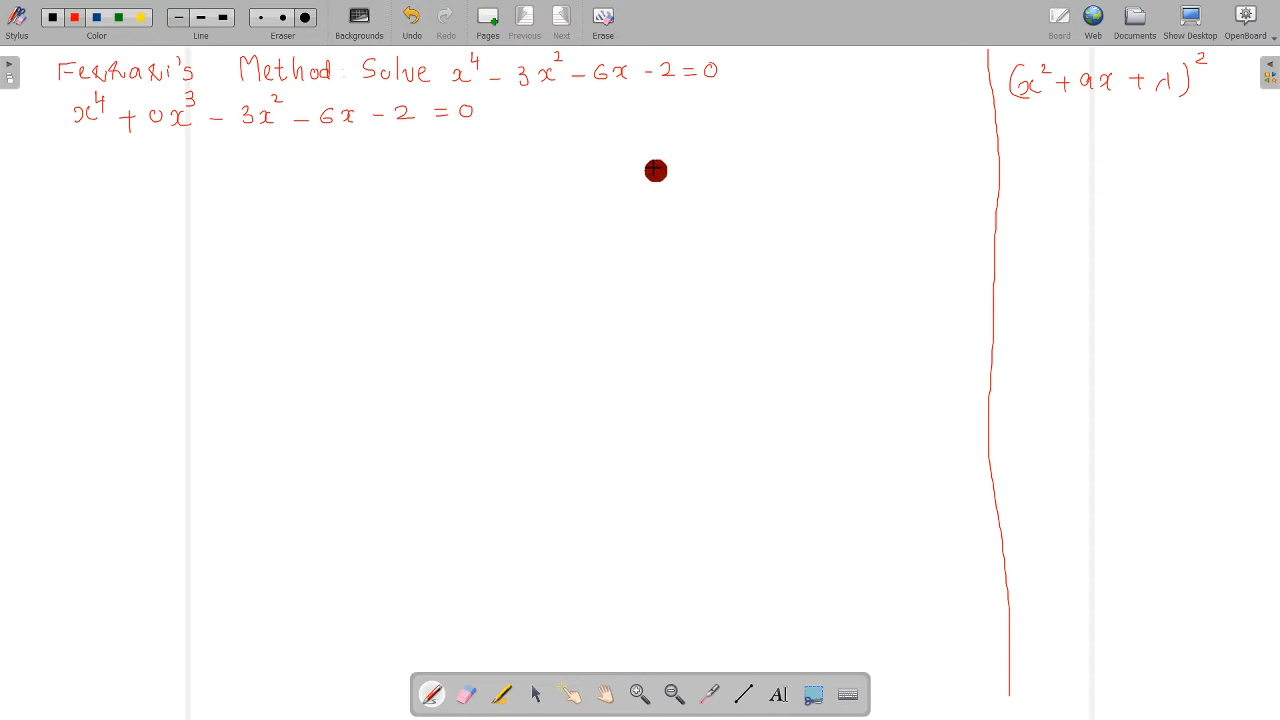 Stylus Color Line Eraser Backgrounds Undo Redo Pages Previous Next Erase Board Web Documents Show Desktop OpenBoard
Ferrari's Method: Solve x⁴ - 3x² - 6x - 2 = 0
x⁴ + 0x³ - 3x² - 6x - 2 = 0
(x² + ax + λ)²